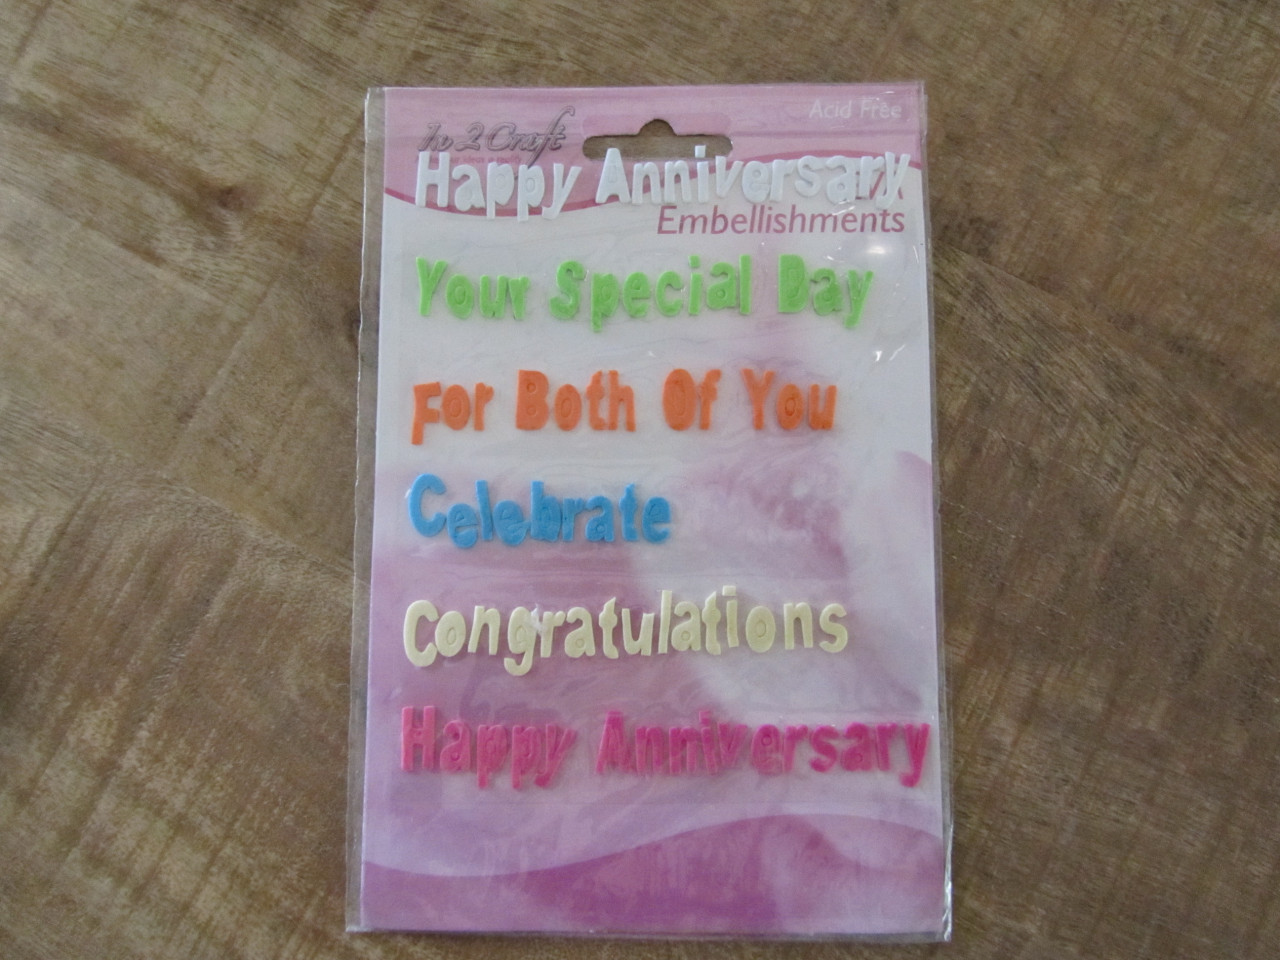 Acid Free
In 2 Craft
Happy Anniversary
Embellishments
Your Special Day
For Both Of You
Celebrate
Congratulations
Happy Anniversary